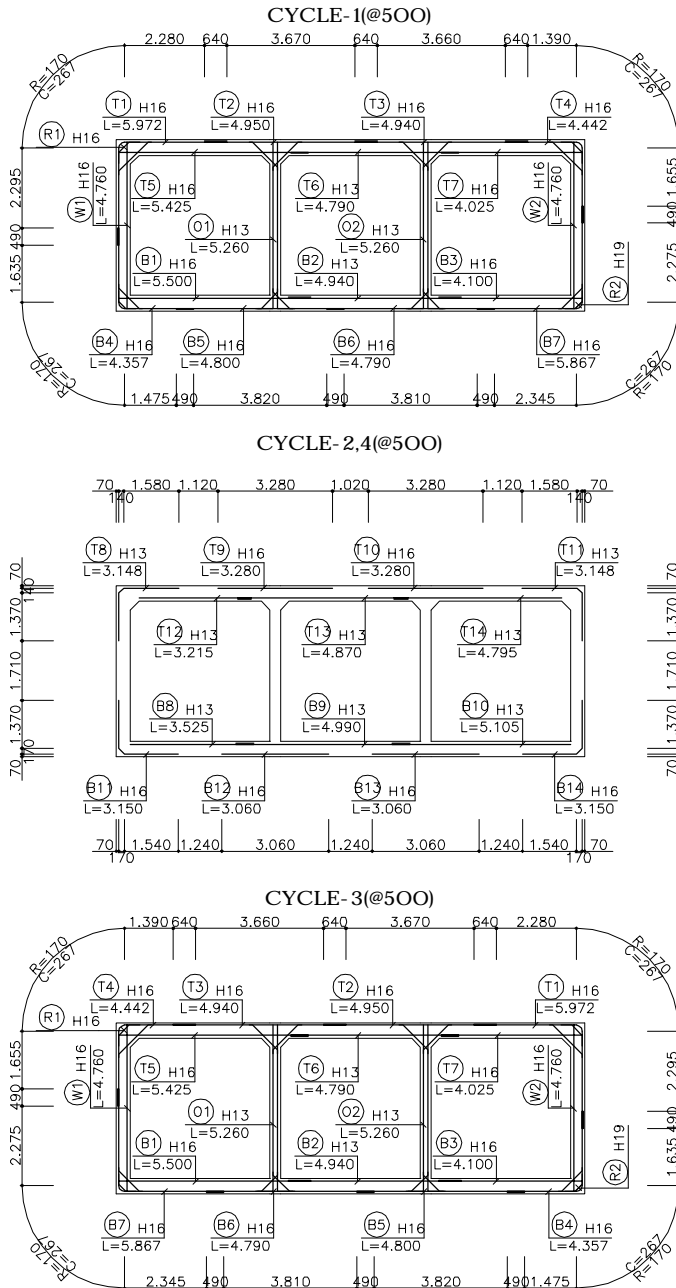 CYCLE-1(@500)
2.280 640 3.670 640 3.660 640 1.390
R=170 C=267
R=170 C=267
T1 H16 T2 H16 T3 H16 T4 H16
L=5.972 L=4.950 L=4.940 L=4.442
R1 H16
W1 H16 L=4.760
W2 H16 L=4.760
2.295 490 1.635
1.655 490 2.275
T5 H16 T6 H13 T7 H16
L=5.425 L=4.790 L=4.025
O1 H13 O2 H13
L=5.260 L=5.260
B1 H16 B2 H13 B3 H16
L=5.500 L=4.940 L=4.100
R2 H19
B4 H16 B5 H16 B6 H16 B7 H16
L=4.357 L=4.800 L=4.790 L=5.867
R=170 C=267
C=267 R=170
1.475 490 3.820 490 3.810 490 2.345
CYCLE-2,4(@500)
70 1.580 1.120 3.280 1.020 3.280 1.120 1.580 70
140 140
T8 H13 T9 H16 T10 H16 T11 H13
L=3.148 L=3.280 L=3.280 L=3.148
70 140 1.370 1.710 1.370 170 70
70 1.370 1.710 1.370 70
T12 H13 T13 H13 T14 H13
L=3.215 L=4.870 L=4.795
B8 H13 B9 H13 B10 H13
L=3.525 L=4.990 L=5.105
B11 H16 B12 H16 B13 H16 B14 H16
L=3.150 L=3.060 L=3.060 L=3.150
70 1.540 1.240 3.060 1.240 3.060 1.240 1.540 70
170 170
CYCLE-3(@500)
1.390 640 3.660 640 3.670 640 2.280
R=170 C=267
R=170 C=267
T4 H16 T3 H16 T2 H16 T1 H16
L=4.442 L=4.940 L=4.950 L=5.972
R1 H16
W1 H16 L=4.760
W2 H16 L=4.760
1.655 490 2.275
2.295 490 1.635
T5 H16 T6 H13 T7 H16
L=5.425 L=4.790 L=4.025
O1 H13 O2 H13
L=5.260 L=5.260
B1 H16 B2 H13 B3 H16
L=5.500 L=4.940 L=4.100
R2 H19
B7 H16 B6 H16 B5 H16 B4 H16
L=5.867 L=4.790 L=4.800 L=4.357
R=170 C=267
C=267 R=170
2.345 490 3.810 490 3.820 490 1.475